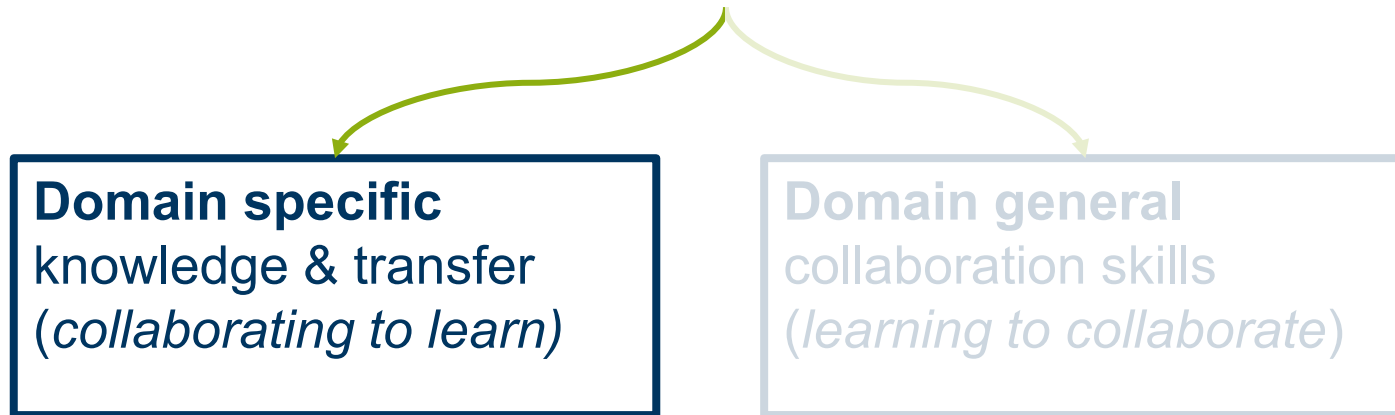 Domain specific
knowledge & transfer
(collaborating to learn)
Domain general
collaboration skills
(learning to collaborate)